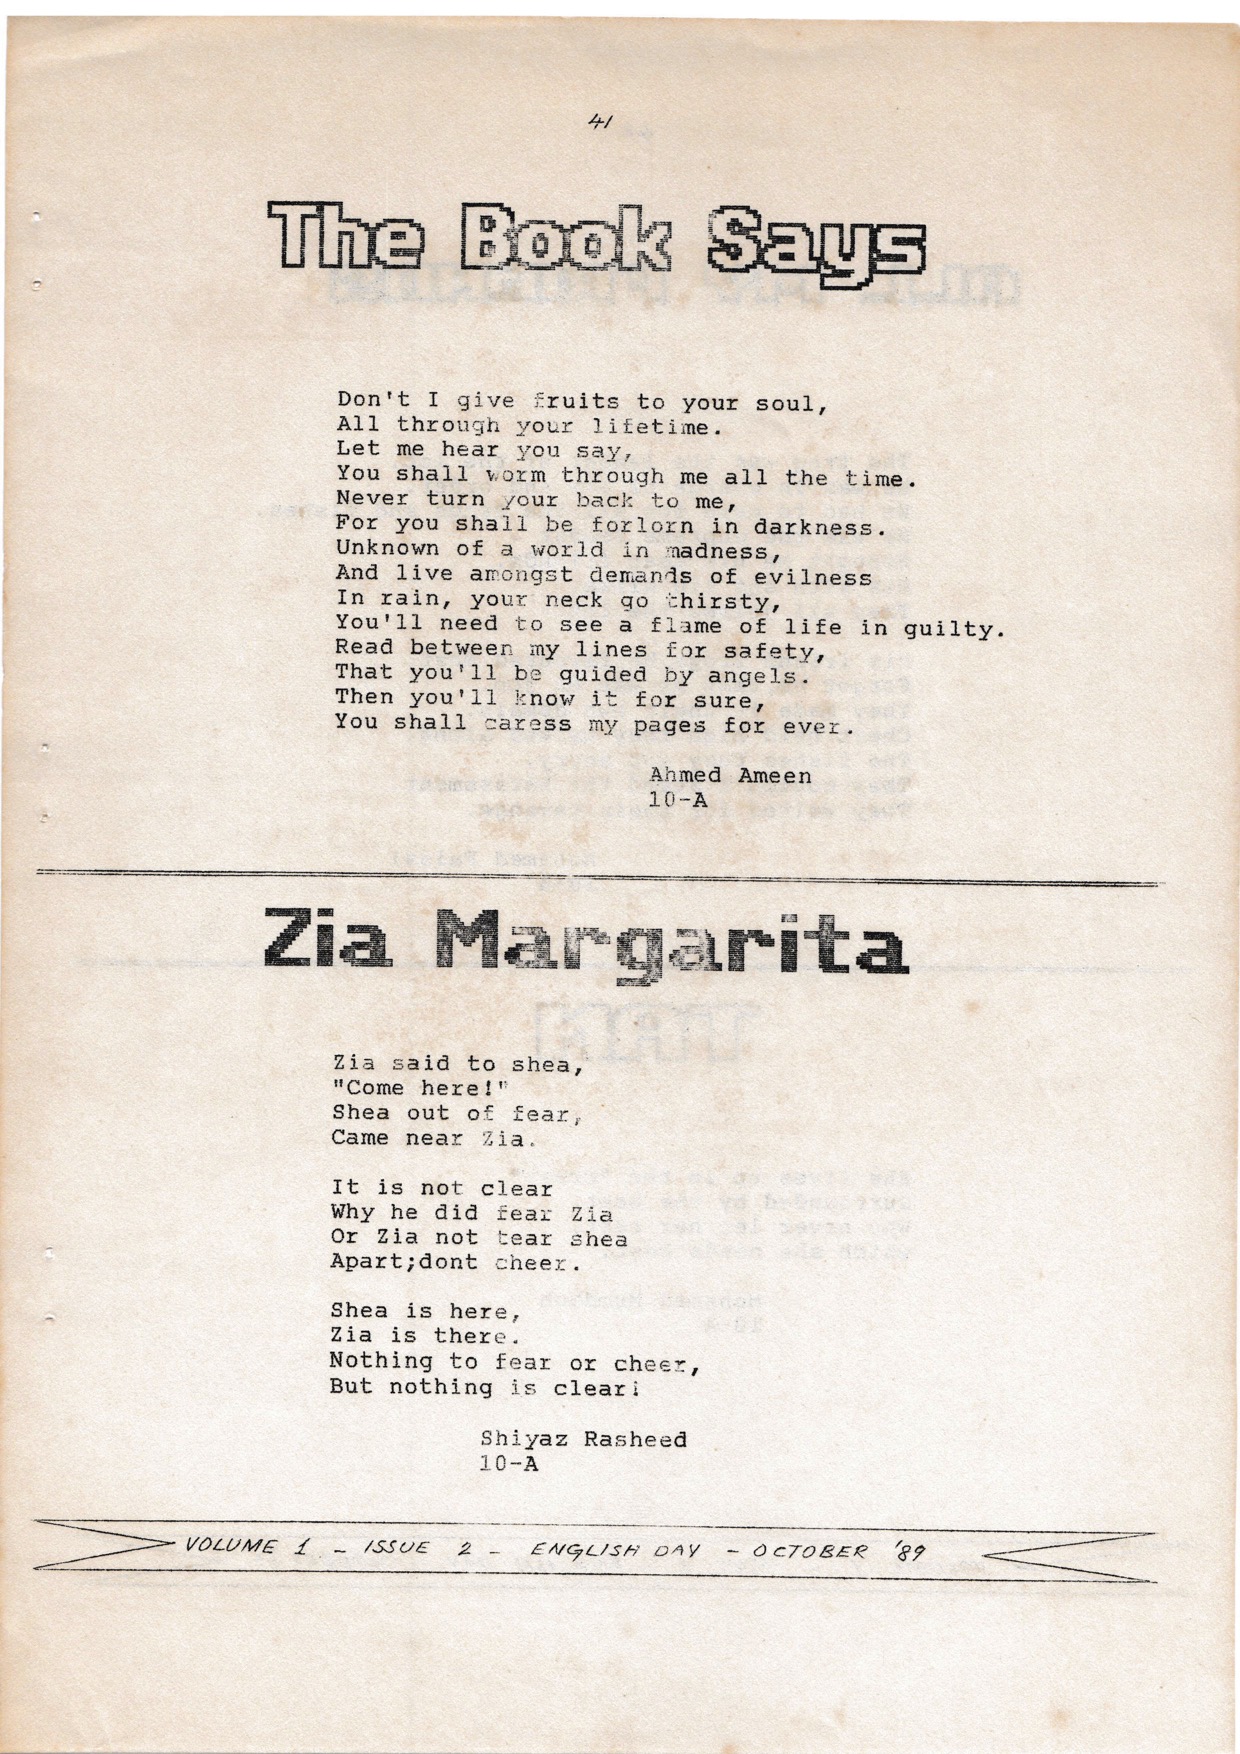 41
The Book Says
Don't I give fruits to your soul,
All through your lifetime.
Let me hear you say,
You shall worm through me all the time.
Never turn your back to me,
For you shall be forlorn in darkness.
Unknown of a world in madness,
And live amongst demands of evilness
In rain, your neck go thirsty,
You'll need to see a flame of life in guilty.
Read between my lines for safety,
That you'll be guided by angels.
Then you'll know it for sure,
You shall caress my pages for ever.
Ahmed Ameen
10-A
Zia Margarita
Zia said to shea,
"Come here!"
Shea out of fear,
Came near Zia.
It is not clear
Why he did fear Zia
Or Zia not tear shea
Apart;dont cheer.
Shea is here,
Zia is there.
Nothing to fear or cheer,
But nothing is clear!
Shiyaz Rasheed
10-A
VOLUME 1 - ISSUE 2 - ENGLISH DAY - OCTOBER '89